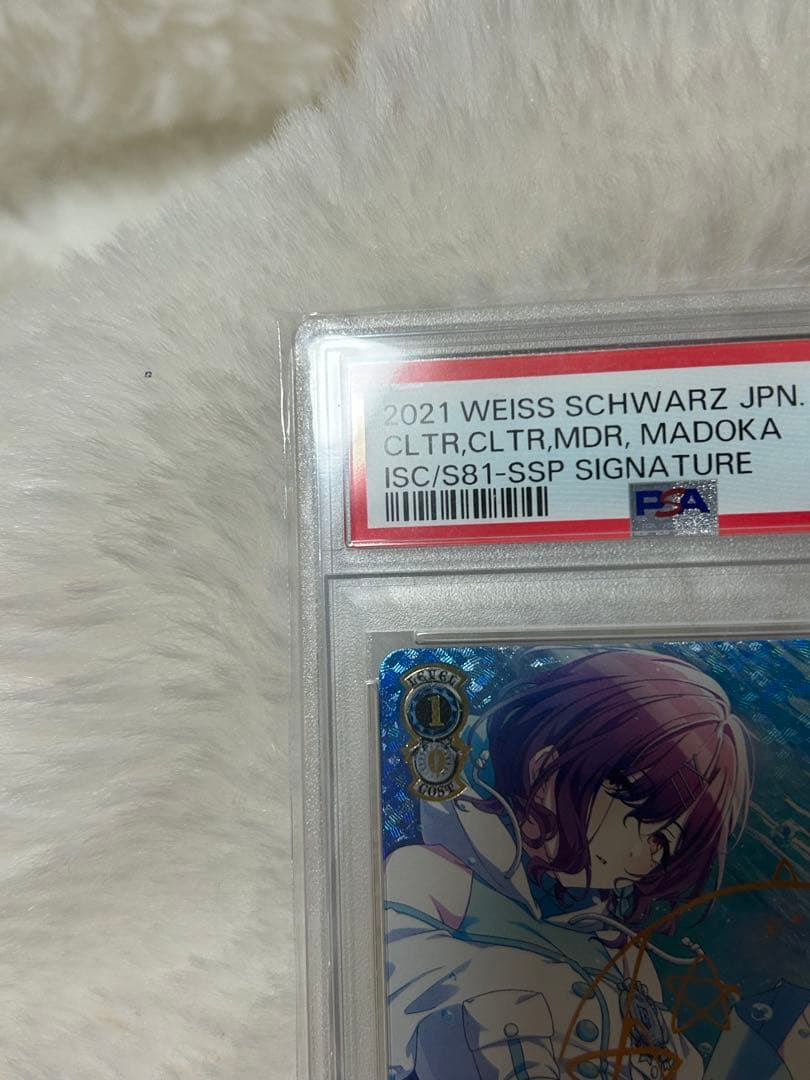 2021 WEISS SCHWARZ JPN.
CLTR,CLTR,MDR, MADOKA
ISC/S81-SSP SIGNATURE
PSA
LEVEL
1
0
COST